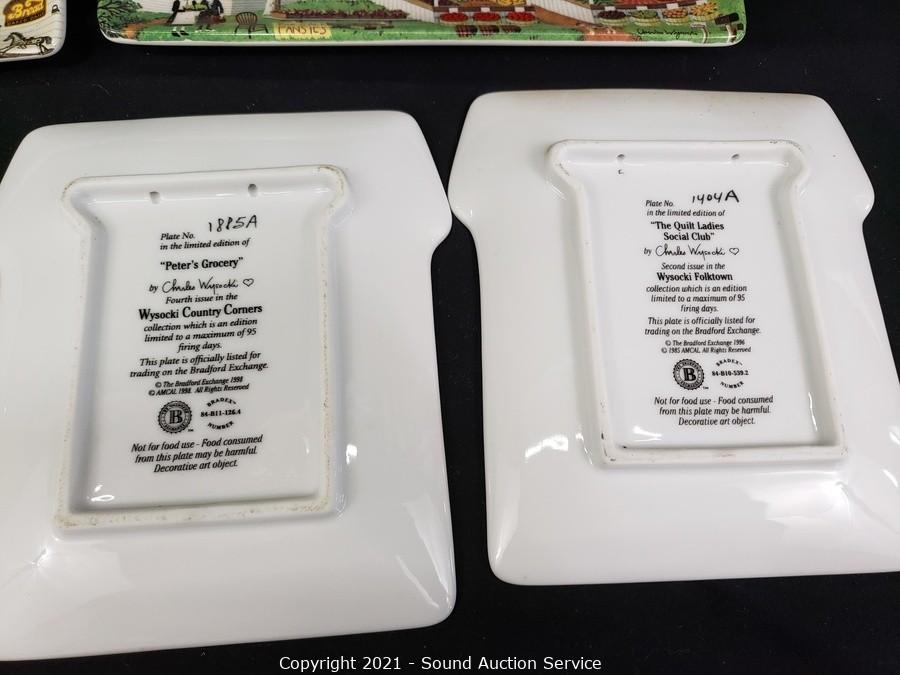 Bread
PANSIES
Charles Wysocki
Plate No. 1885A
in the limited edition of
"Peter's Grocery"
by Charles Wysocki ♡
Fourth issue in the
Wysocki Country Corners
collection which is an edition
limited to a maximum of 95
firing days.
This plate is officially listed for
trading on the Bradford Exchange.
© The Bradford Exchange 1998
© AMCAL 1998. All Rights Reserved
B
BRADEX™
84-B11-126.4
NUMBER
Not for food use - Food consumed
from this plate may be harmful.
Decorative art object.
Plate No. 1404A
in the limited edition of
"The Quilt Ladies
Social Club"
by Charles Wysocki ♡
Second issue in the
Wysocki Folktown
collection which is an edition
limited to a maximum of 95
firing days.
This plate is officially listed for
trading on the Bradford Exchange.
© The Bradford Exchange 1996
© 1985 AMCAL All Rights Reserved
B
BRADEX™
84-B10-539.2
NUMBER
Not for food use - Food consumed
from this plate may be harmful.
Decorative art object.
Copyright 2021 - Sound Auction Service